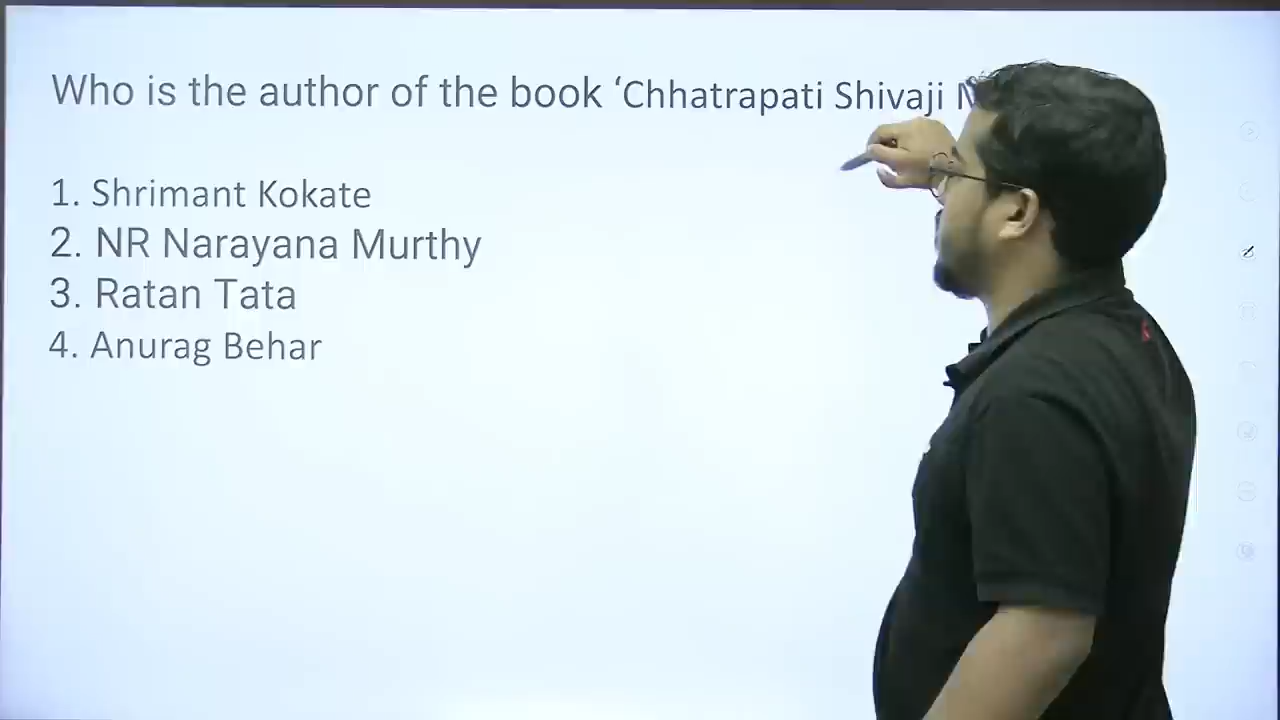 Who is the author of the book ‘Chhatrapati Shivaji
1. Shrimant Kokate
2. NR Narayana Murthy
3. Ratan Tata
4. Anurag Behar